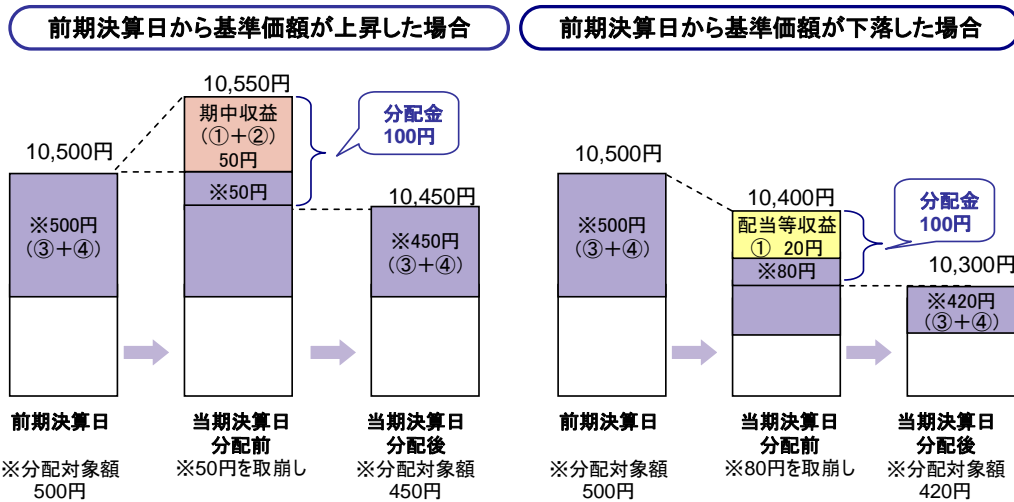 前期決算日から基準価額が上昇した場合
10,550円
期中収益
(①+②)
50円
分配金
100円
10,500円
※500円
(③+④)
※50円
10,450円
※450円
(③+④)
前期決算日
当期決算日
分配前
当期決算日
分配後
※分配対象額
500円
※50円を取崩し
※分配対象額
450円
前期決算日から基準価額が下落した場合
10,500円
※500円
(③+④)
10,400円
配当等収益
① 20円
※80円
分配金
100円
10,300円
※420円
(③+④)
前期決算日
当期決算日
分配前
当期決算日
分配後
※分配対象額
500円
※80円を取崩し
※分配対象額
420円